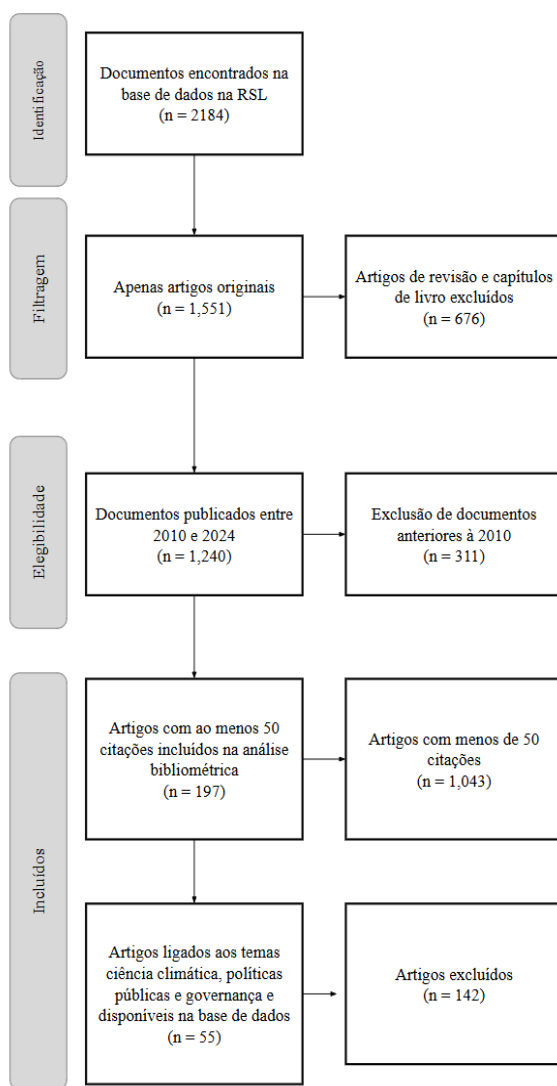 Identificação
Documentos encontrados na
base de dados na RSL
(n = 2184)
Filtragem
Apenas artigos originais
(n = 1,551)
Artigos de revisão e capítulos
de livro excluídos
(n = 676)
Elegibilidade
Documentos publicados entre
2010 e 2024
(n = 1,240)
Exclusão de documentos
anteriores à 2010
(n = 311)
Incluídos
Artigos com ao menos 50
citações incluídos na análise
bibliométrica
(n = 197)
Artigos com menos de 50
citações
(n = 1,043)
Artigos ligados aos temas
ciência climática, políticas
públicas e governança e
disponíveis na base de dados
(n = 55)
Artigos excluídos
(n = 142)